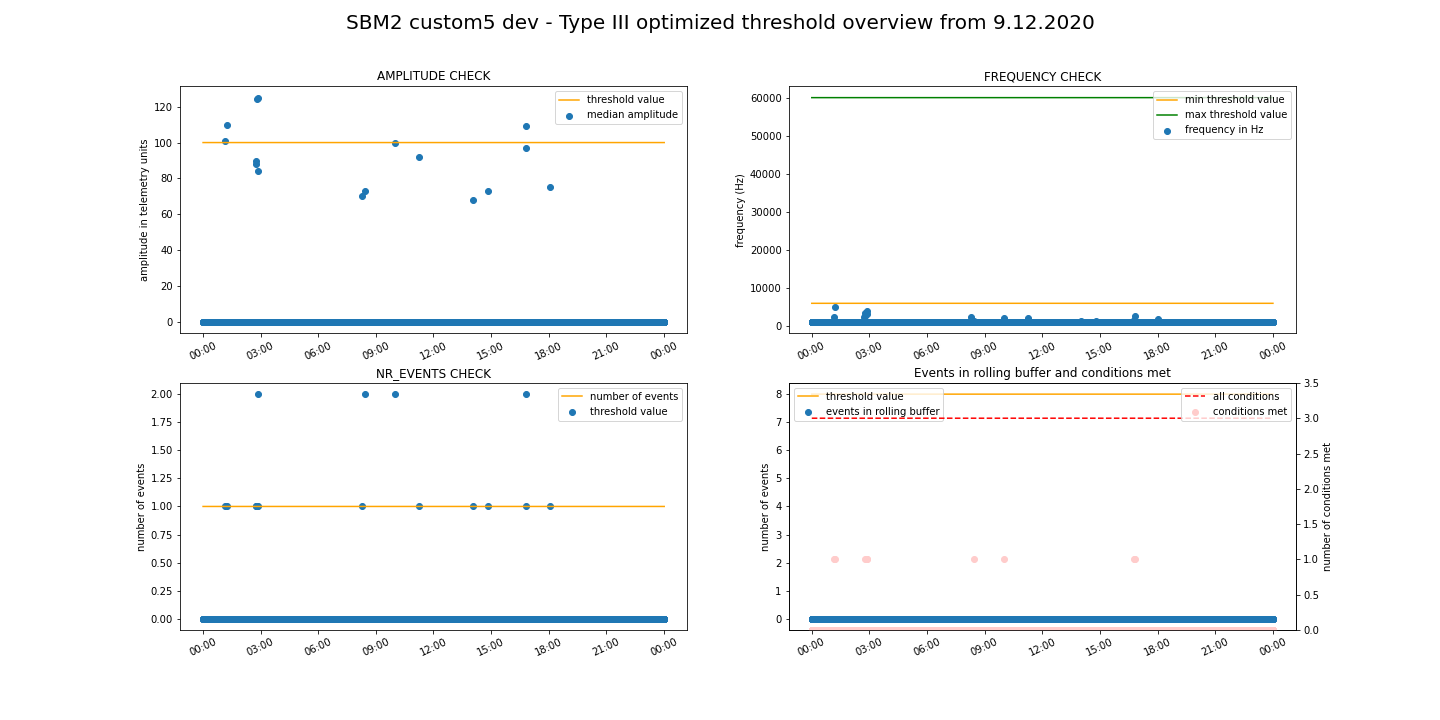 SBM2 custom5 dev - Type III optimized threshold overview from 9.12.2020
AMPLITUDE CHECK
threshold value
median amplitude
amplitude in telemetry units
120
100
80
60
40
20
0
00:00 03:00 06:00 09:00 12:00 15:00 18:00 21:00 00:00
FREQUENCY CHECK
min threshold value
max threshold value
frequency in Hz
frequency (Hz)
60000
50000
40000
30000
20000
10000
0
00:00 03:00 06:00 09:00 12:00 15:00 18:00 21:00 00:00
NR_EVENTS CHECK
number of events
threshold value
number of events
2.00
1.75
1.50
1.25
1.00
0.75
0.50
0.25
0.00
00:00 03:00 06:00 09:00 12:00 15:00 18:00 21:00 00:00
Events in rolling buffer and conditions met
threshold value
events in rolling buffer
all conditions
conditions met
number of events
8
7
6
5
4
3
2
1
0
3.5
3.0
2.5
2.0
1.5
1.0
0.5
0.0
number of conditions met
00:00 03:00 06:00 09:00 12:00 15:00 18:00 21:00 00:00